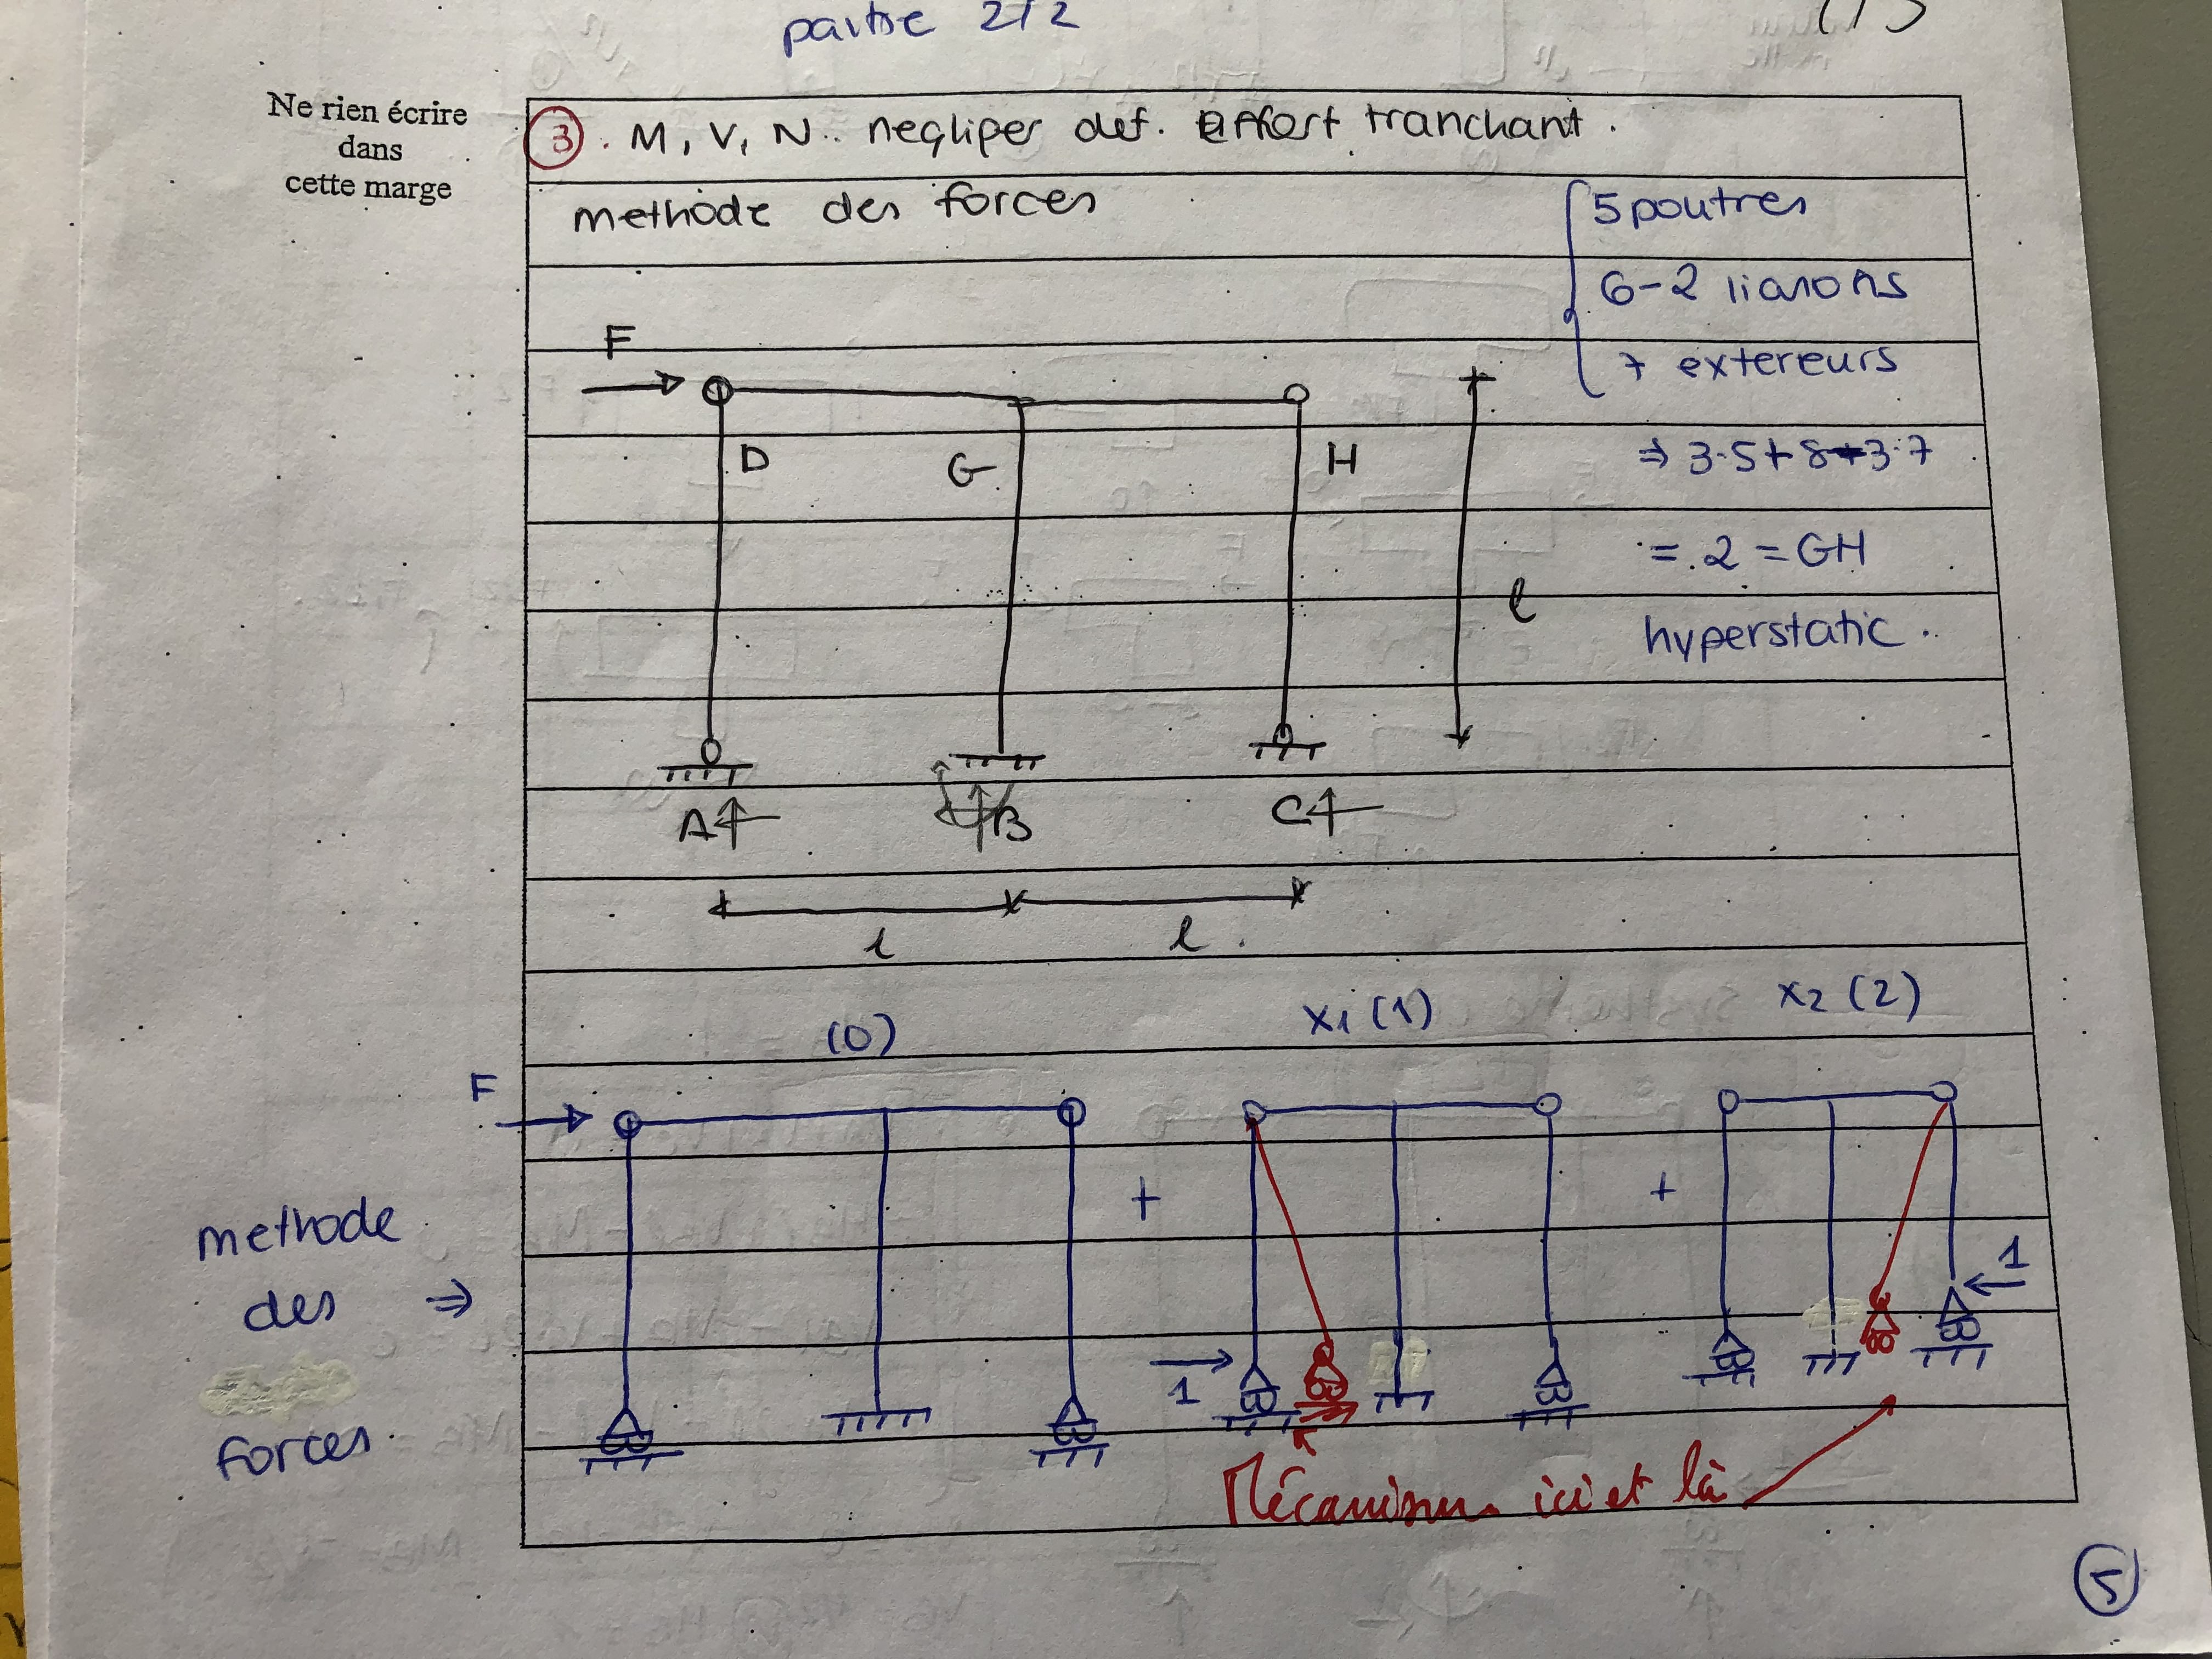 partie 2/2
Ne rien écrire
dans
cette marge
③. M, V, N. negliper def. Effort tranchant.
methode des forces
5 poutres
6-2 liaisons
7 exterieurs
⇒ 3·5+8-3·7
= 2 = GH
hyperstatic.
F
D
G
H
A
B
C
l
l
l
(0)
x1 (1)
x2 (2)
methode
des ⇒
forces.
F
+
+
1
1
Mécanismes ici et là
⑤